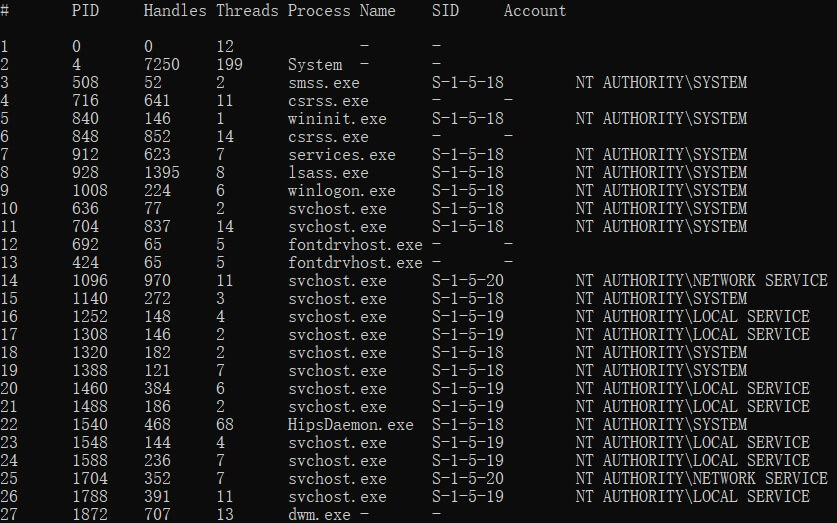 # PID Handles Threads Process Name SID Account
1 0 0 12 - -
2 4 7250 199 System - -
3 508 52 2 smss.exe S-1-5-18 NT AUTHORITY\SYSTEM
4 716 641 11 csrss.exe - -
5 840 146 1 wininit.exe S-1-5-18 NT AUTHORITY\SYSTEM
6 848 852 14 csrss.exe - -
7 912 623 7 services.exe S-1-5-18 NT AUTHORITY\SYSTEM
8 928 1395 8 lsass.exe S-1-5-18 NT AUTHORITY\SYSTEM
9 1008 224 6 winlogon.exe S-1-5-18 NT AUTHORITY\SYSTEM
10 636 77 2 svchost.exe S-1-5-18 NT AUTHORITY\SYSTEM
11 704 837 14 svchost.exe S-1-5-18 NT AUTHORITY\SYSTEM
12 692 65 5 fontdrvhost.exe - -
13 424 65 5 fontdrvhost.exe - -
14 1096 970 11 svchost.exe S-1-5-20 NT AUTHORITY\NETWORK SERVICE
15 1140 272 3 svchost.exe S-1-5-18 NT AUTHORITY\SYSTEM
16 1252 148 4 svchost.exe S-1-5-19 NT AUTHORITY\LOCAL SERVICE
17 1308 146 2 svchost.exe S-1-5-19 NT AUTHORITY\LOCAL SERVICE
18 1320 182 2 svchost.exe S-1-5-18 NT AUTHORITY\SYSTEM
19 1388 121 7 svchost.exe S-1-5-18 NT AUTHORITY\SYSTEM
20 1460 384 6 svchost.exe S-1-5-19 NT AUTHORITY\LOCAL SERVICE
21 1488 186 2 svchost.exe S-1-5-19 NT AUTHORITY\LOCAL SERVICE
22 1540 468 68 HipsDaemon.exe S-1-5-18 NT AUTHORITY\SYSTEM
23 1548 144 4 svchost.exe S-1-5-19 NT AUTHORITY\LOCAL SERVICE
24 1588 236 7 svchost.exe S-1-5-19 NT AUTHORITY\LOCAL SERVICE
25 1704 352 7 svchost.exe S-1-5-20 NT AUTHORITY\NETWORK SERVICE
26 1788 391 11 svchost.exe S-1-5-19 NT AUTHORITY\LOCAL SERVICE
27 1872 707 13 dwm.exe - -